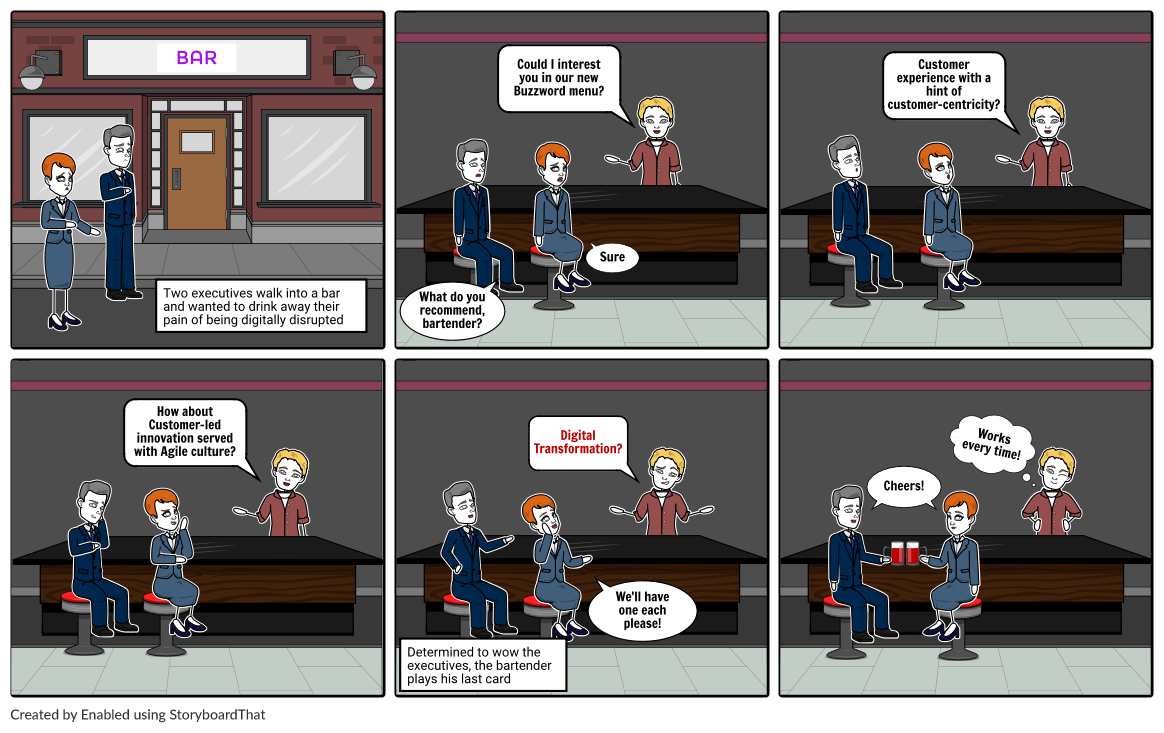 BAR
Two executives walk into a bar
and wanted to drink away their
pain of being digitally disrupted
Could I interest
you in our new
Buzzword menu?
Sure
What do you
recommend,
bartender?
Customer
experience with a
hint of
customer-centricity?
How about
Customer-led
innovation served
with Agile culture?
Digital
Transformation?
We'll have
one each
please!
Determined to wow the
executives, the bartender
plays his last card
Works
every time!
Cheers!
Created by Enabled using StoryboardThat